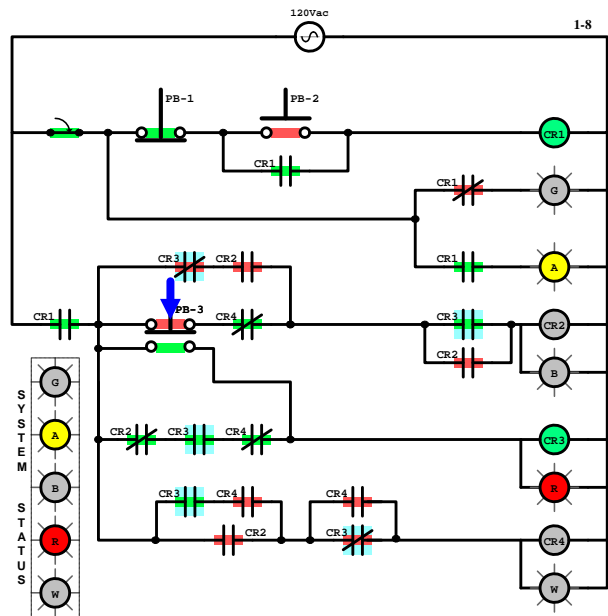 120Vac
1-8
PB-1
PB-2
CR1
CR1
CR1
G
CR1
A
CR3
CR2
PB-3
CR1
CR4
CR3
CR2
CR2
B
CR2
CR3
CR4
CR3
R
CR3
CR4
CR4
CR2
CR3
CR4
W
SYSTEM STATUS
G
A
B
R
W